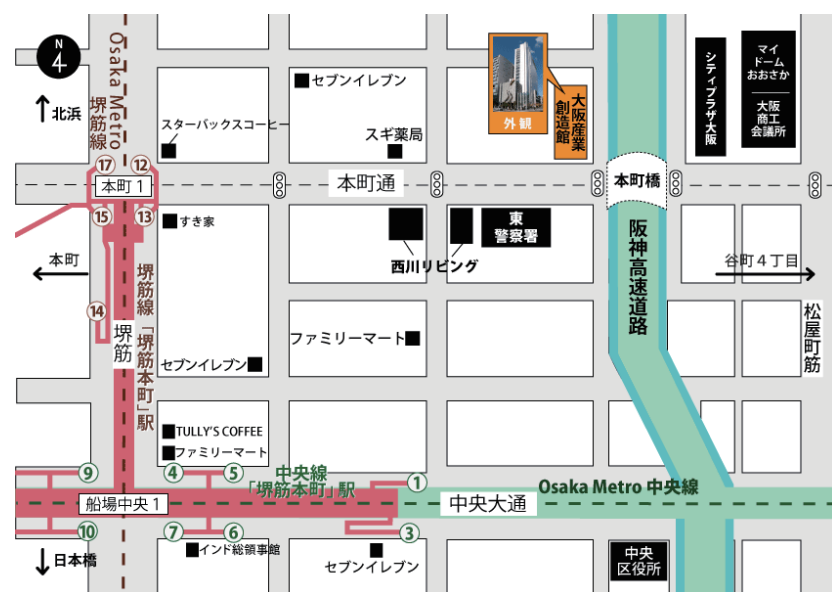 N
北浜
Osaka Metro
堺筋線
セブンイレブン
スターバックスコーヒー
スギ薬局
外観
大阪産業
創造館
シティプラザ大阪
マイ
ドーム
おおさか
大阪
商工
会議所
⑰
⑫
本町1
本町通
本町橋
⑮
⑬
すき家
西川リビング
東
警察署
阪神高速道路
本町
谷町4丁目
⑭
堺筋
堺筋線「堺筋本町」駅
ファミリーマート
松屋町筋
セブンイレブン
TULLY'S COFFEE
ファミリーマート
⑨
④
⑤
中央線
「堺筋本町」駅
①
Osaka Metro 中央線
船場中央1
中央大通
⑩
⑦
⑥
③
日本橋
インド総領事館
セブンイレブン
中央
区役所